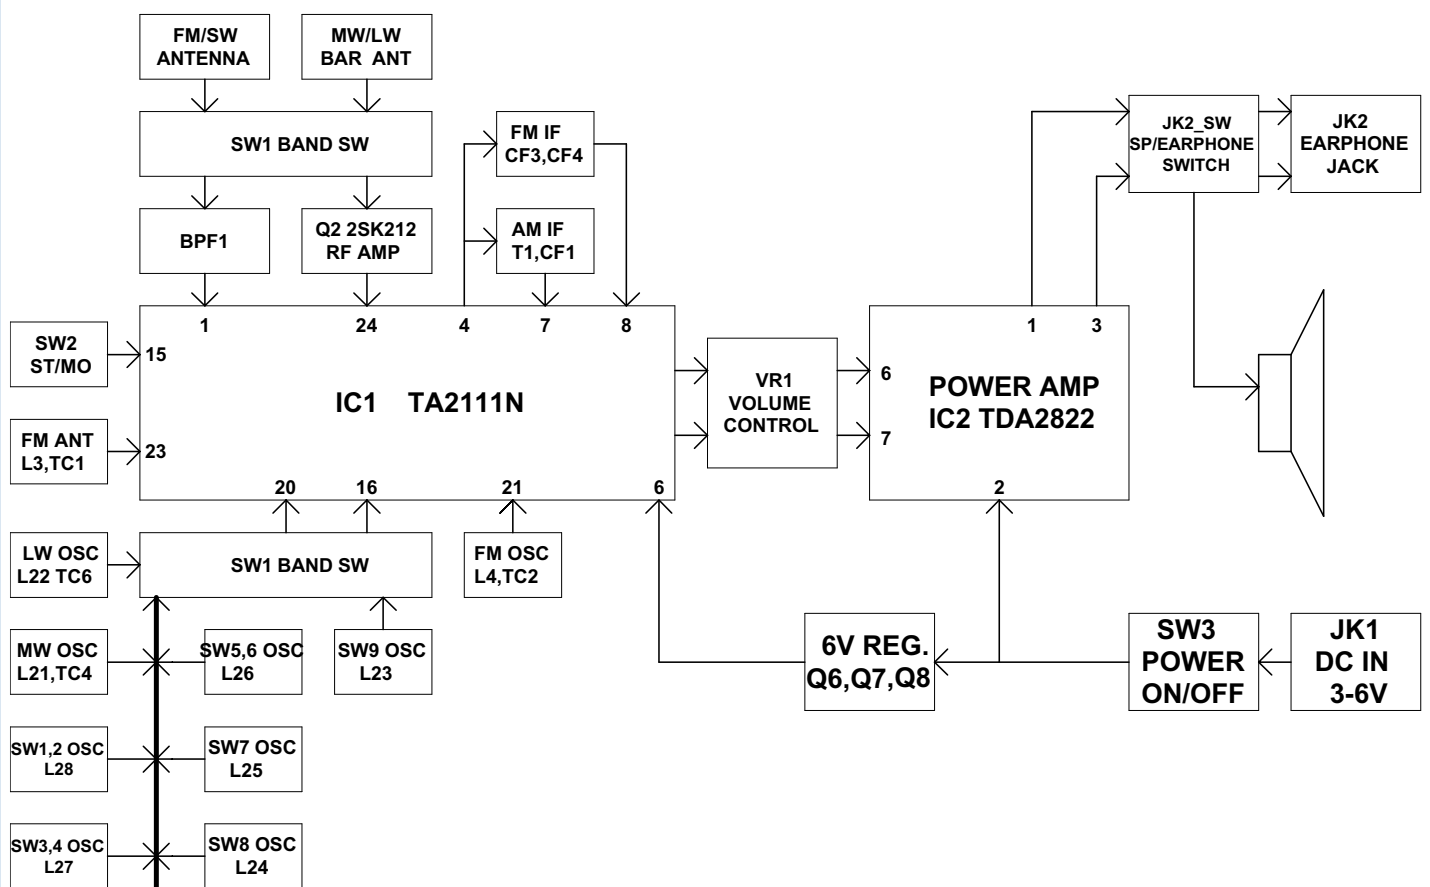 FM/SW
ANTENNA
MW/LW
BAR ANT
SW1 BAND SW
BPF1
Q2 2SK212
RF AMP
FM IF
CF3,CF4
AM IF
T1,CF1
JK2_SW
SP/EARPHONE
SWITCH
JK2
EARPHONE
JACK
1
24
4
7
8
SW2
ST/MO
15
FM ANT
L3,TC1
23
IC1 TA2111N
20
16
21
6
VR1
VOLUME
CONTROL
1
3
6
7
POWER AMP
IC2 TDA2822
2
LW OSC
L22 TC6
SW1 BAND SW
FM OSC
L4,TC2
MW OSC
L21,TC4
SW5,6 OSC
L26
SW9 OSC
L23
6V REG.
Q6,Q7,Q8
SW3
POWER
ON/OFF
JK1
DC IN
3-6V
SW1,2 OSC
L28
SW7 OSC
L25
SW3,4 OSC
L27
SW8 OSC
L24